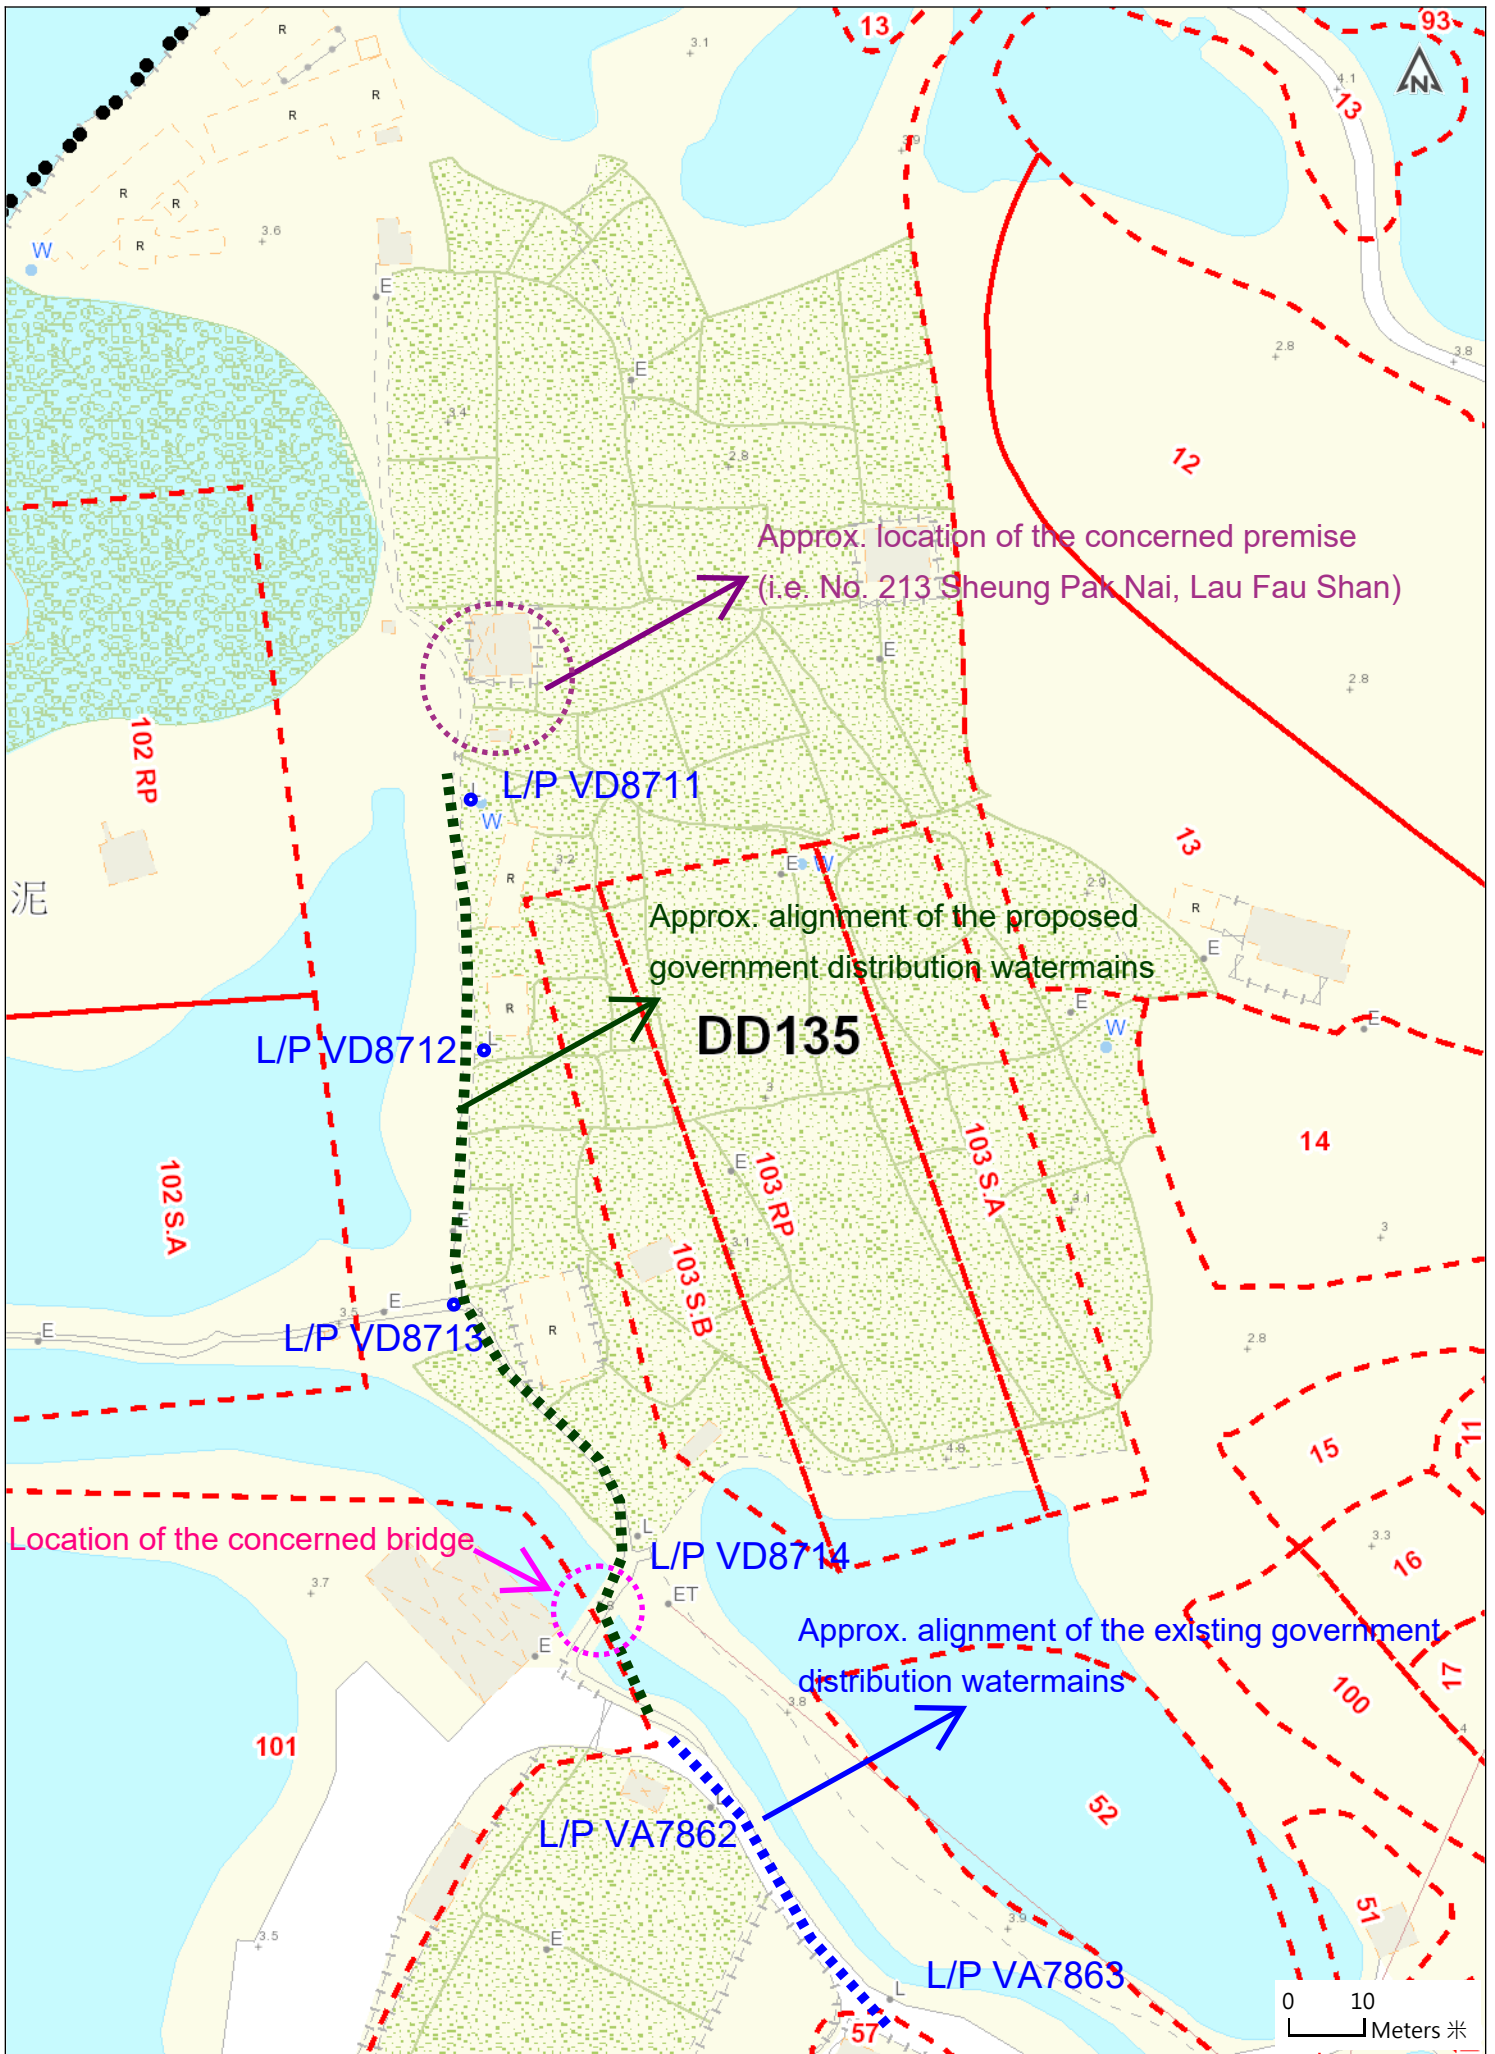 13
93
N
R
3.1
4.1
13
R
R
3.9
R
R
R
W
3.6
E
2.8
3.8
E
3.4
12
2.8
Approx. location of the concerned premise
(i.e. No. 213 Sheung Pak Nai, Lau Fau Shan)
E
2.8
102 RP
L/P VD8711
L
W
13
3.2
E
W
R
2.9
泥
R
Approx. alignment of the proposed
government distribution watermains
E
R
E
W
E
DD135
L/P VD8712
L
3
14
103 S.A
E
103 RP
102 S.A
3.1
3
E
3.1
103 S.B
E
3.5
3
E
L/P VD8713
R
2.8
11
15
4.8
Location of the concerned bridge
L
L/P VD8714
3.3
16
3.7
ET
3.8
E
Approx. alignment of the existing government
distribution watermains
17
100
3.8
4
101
52
L
L/P VA7862
51
3.9
3.5
E
L/P VA7863
L
57
0 10
Meters 米